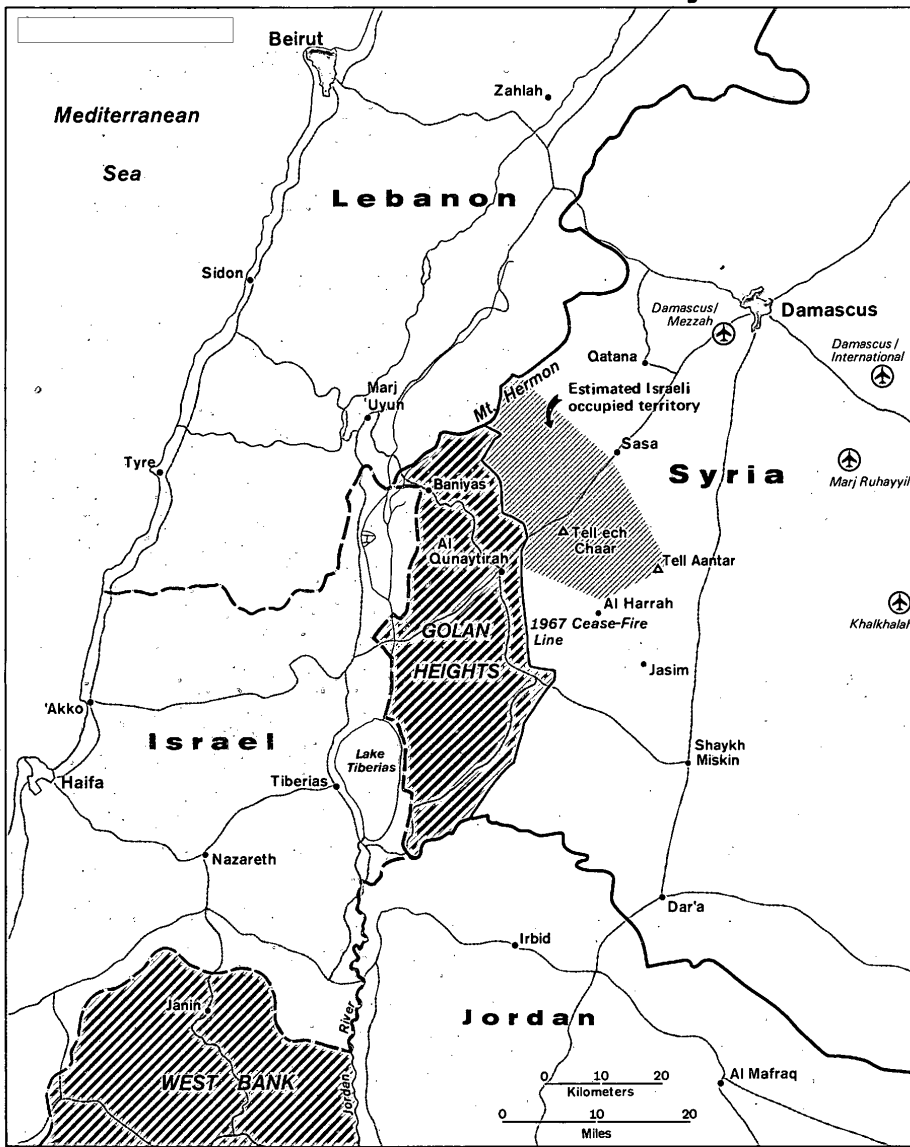 Beirut
Zahlah
Mediterranean
Sea
Lebanon
Sidon
Damascus/
Mezzah
Damascus
Damascus /
International
Qatana
Mt. Hermon
Estimated Israeli
occupied territory
Marj
'Uyun
Sasa
Tyre
Syria
Marj Ruhayyil
Baniyas
Tell ech
Chaar
Al
Qunaytirah
Tell Aantar
Al Harrah
1967 Cease-Fire
Line
Khalkhalah
GOLAN
HEIGHTS
Jasim
'Akko
Israel
Lake
Tiberias
Shaykh
Miskin
Haifa
Tiberias
Nazareth
Dar'a
Irbid
Janin
Jordan
River
Jordan
WEST BANK
Al Mafraq
0 10 20
Kilometers
0 10 20
Miles